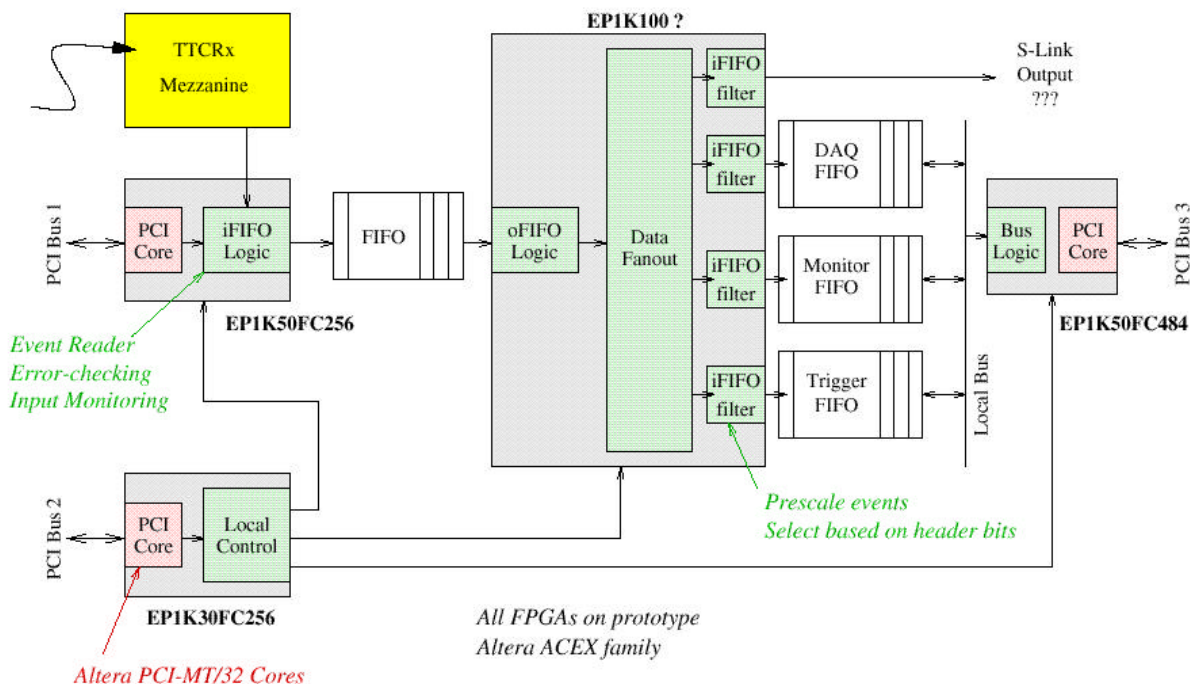 EP1K100 ?
TTCRx
Mezzanine
iFIFO
filter
S-Link
Output
???
iFIFO
filter
DAQ
FIFO
PCI Bus 1
PCI
Core
iFIFO
Logic
FIFO
oFIFO
Logic
Data
Fanout
iFIFO
filter
Monitor
FIFO
Bus
Logic
PCI
Core
PCI Bus 3
EP1K50FC256
EP1K50FC484
Event Reader
Error-checking
Input Monitoring
iFIFO
filter
Trigger
FIFO
Local Bus
PCI Bus 2
PCI
Core
Local
Control
Prescale events
Select based on header bits
EP1K30FC256
All FPGAs on prototype
Altera ACEX family
Altera PCI-MT/32 Cores